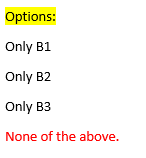 Options:
Only B1
Only B2
Only B3
None of the above.